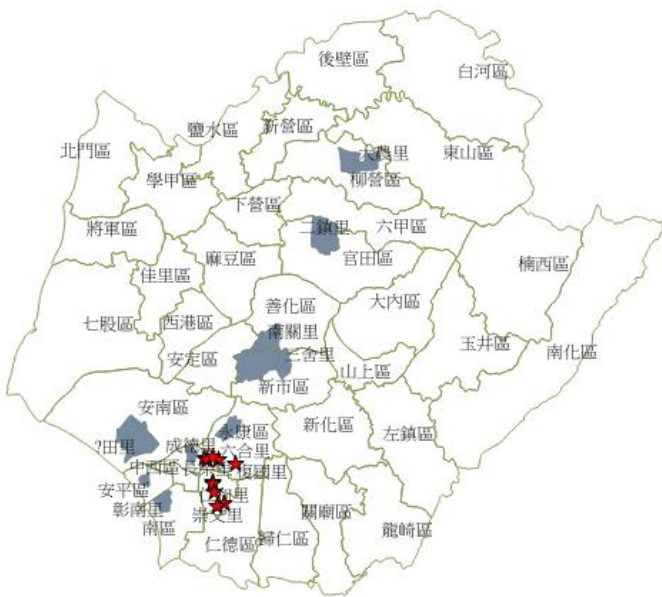 後壁區
白河區
鹽水區
新營區
北門區
大農里
東山區
學甲區
柳營區
下營區
將軍區
二鎮里
六甲區
麻豆區
官田區
佳里區
楠西區
善化區
大內區
七股區
西港區
南關里
玉井區
南化區
安定區
三舍里
山上區
新市區
安南區
新化區
左鎮區
永康區
?田里
成德里
六合里
中西區
復國里
安平區
彰南里
關廟區
崇文里
南區
龍崎區
仁德區
歸仁區